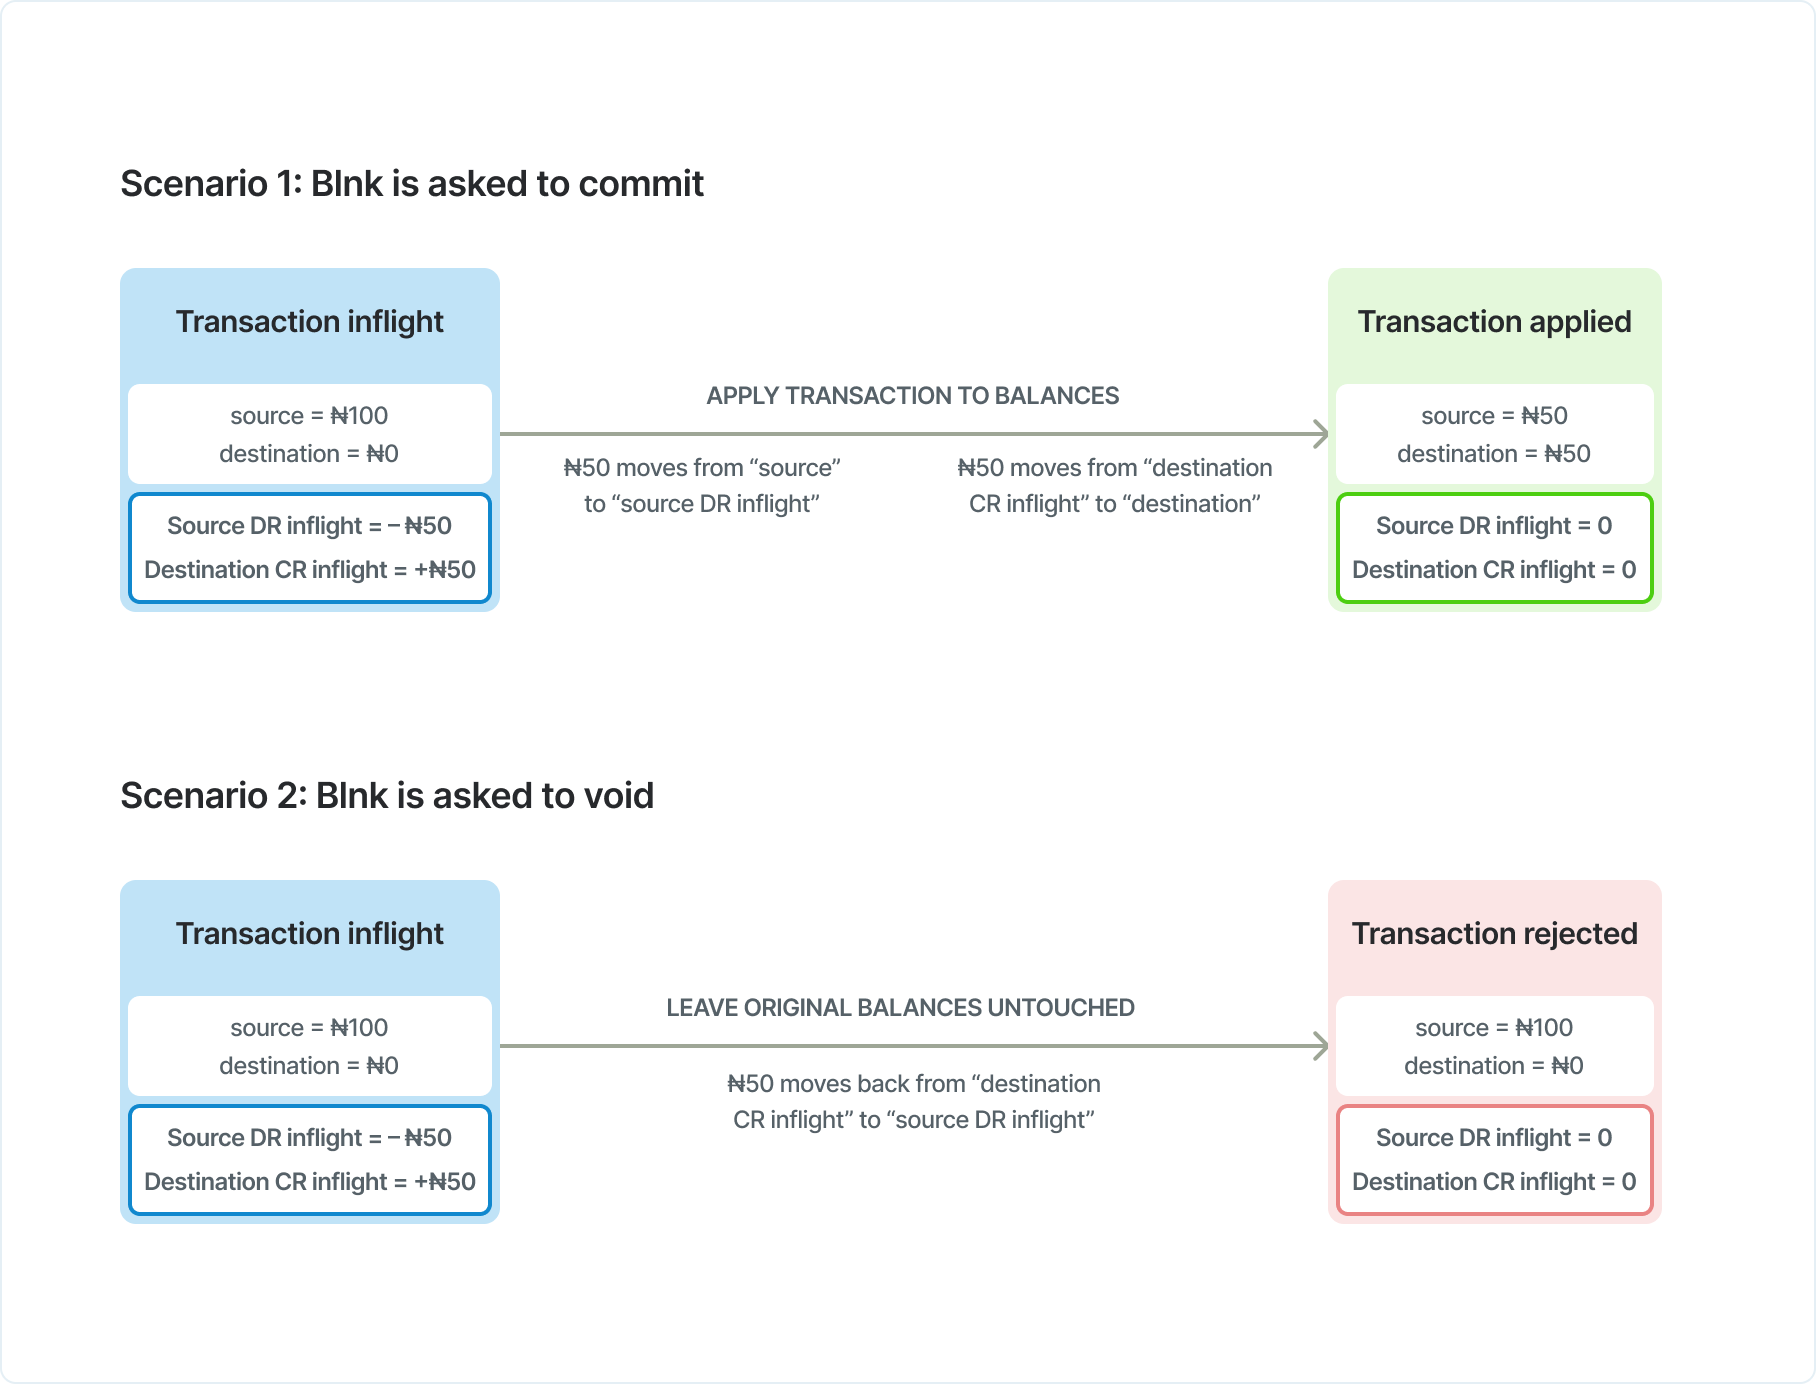 Scenario 1: Blnk is asked to commit
Transaction inflight
source = ₦100
destination = ₦0
Source DR inflight = – ₦50
Destination CR inflight = +₦50
APPLY TRANSACTION TO BALANCES
₦50 moves from “source”
to “source DR inflight”
₦50 moves from “destination
CR inflight” to “destination”
Transaction applied
source = ₦50
destination = ₦50
Source DR inflight = 0
Destination CR inflight = 0
Scenario 2: Blnk is asked to void
Transaction inflight
source = ₦100
destination = ₦0
Source DR inflight = – ₦50
Destination CR inflight = +₦50
LEAVE ORIGINAL BALANCES UNTOUCHED
₦50 moves back from “destination
CR inflight” to “source DR inflight”
Transaction rejected
source = ₦100
destination = ₦0
Source DR inflight = 0
Destination CR inflight = 0